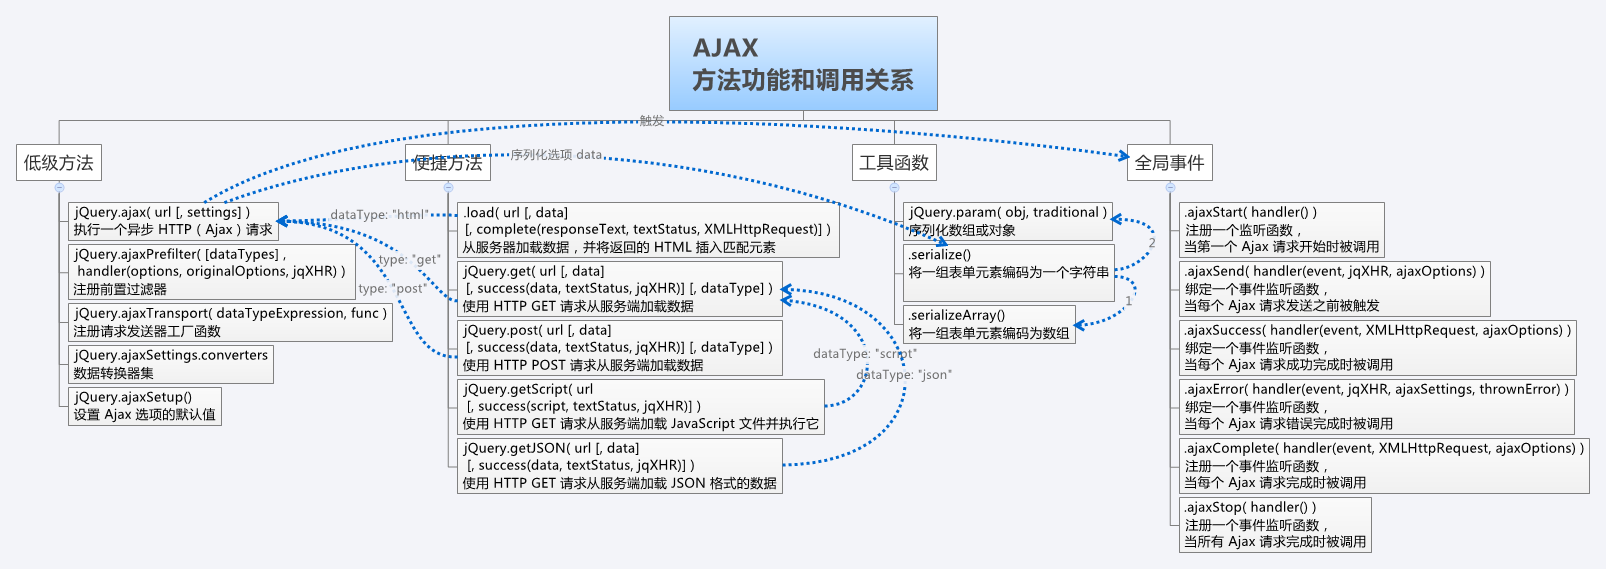 AJAX
方法功能和调用关系
触发
低级方法
便捷方法
序列化选项 data
工具函数
全局事件
jQuery.ajax( url [, settings] )
执行一个异步 HTTP ( Ajax ) 请求
jQuery.ajaxPrefilter( [dataTypes] ,
handler(options, originalOptions, jqXHR) )
注册前置过滤器
jQuery.ajaxTransport( dataTypeExpression, func )
注册请求发送器工厂函数
jQuery.ajaxSettings.converters
数据转换器集
jQuery.ajaxSetup()
设置 Ajax 选项的默认值
dataType: "html"
type: "get"
type: "post"
.load( url [, data]
[, complete(responseText, textStatus, XMLHttpRequest)] )
从服务器加载数据，并将返回的 HTML 插入匹配元素
jQuery.get( url [, data]
[, success(data, textStatus, jqXHR)] [, dataType] )
使用 HTTP GET 请求从服务端加载数据
jQuery.post( url [, data]
[, success(data, textStatus, jqXHR)] [, dataType] )
使用 HTTP POST 请求从服务端加载数据
jQuery.getScript( url
[, success(script, textStatus, jqXHR)] )
使用 HTTP GET 请求从服务端加载 JavaScript 文件并执行它
jQuery.getJSON( url [, data]
[, success(data, textStatus, jqXHR)] )
使用 HTTP GET 请求从服务端加载 JSON 格式的数据
dataType: "script"
dataType: "json"
jQuery.param( obj, traditional )
序列化数组或对象
.serialize()
将一组表单元素编码为一个字符串
.serializeArray()
将一组表单元素编码为数组
2
1
.ajaxStart( handler() )
注册一个监听函数，
当第一个 Ajax 请求开始时被调用
.ajaxSend( handler(event, jqXHR, ajaxOptions) )
绑定一个事件监听函数，
当每个 Ajax 请求发送之前被触发
.ajaxSuccess( handler(event, XMLHttpRequest, ajaxOptions) )
绑定一个事件监听函数，
当每个 Ajax 请求成功完成时被调用
.ajaxError( handler(event, jqXHR, ajaxSettings, thrownError) )
绑定一个事件监听函数，
当每个 Ajax 请求错误完成时被调用
.ajaxComplete( handler(event, XMLHttpRequest, ajaxOptions) )
注册一个事件监听函数，
当每个 Ajax 请求完成时被调用
.ajaxStop( handler() )
注册一个事件监听函数，
当所有 Ajax 请求完成时被调用